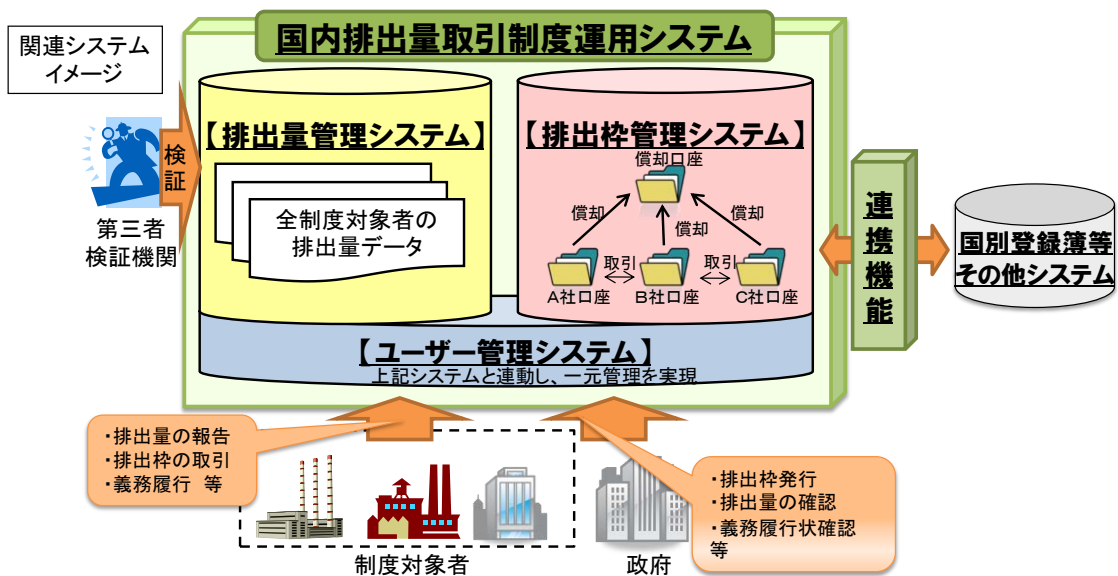 関連システム
イメージ
国内排出量取引制度運用システム
検証
第三者
検証機関
【排出量管理システム】
全制度対象者の
排出量データ
【排出枠管理システム】
償却口座
償却
償却
償却
取引
取引
A社口座
B社口座
C社口座
連携機能
国別登録簿等
その他システム
【ユーザー管理システム】
上記システムと連動し、一元管理を実現
・排出量の報告
・排出枠の取引
・義務履行 等
制度対象者
政府
・排出枠発行
・排出量の確認
・義務履行状確認
等